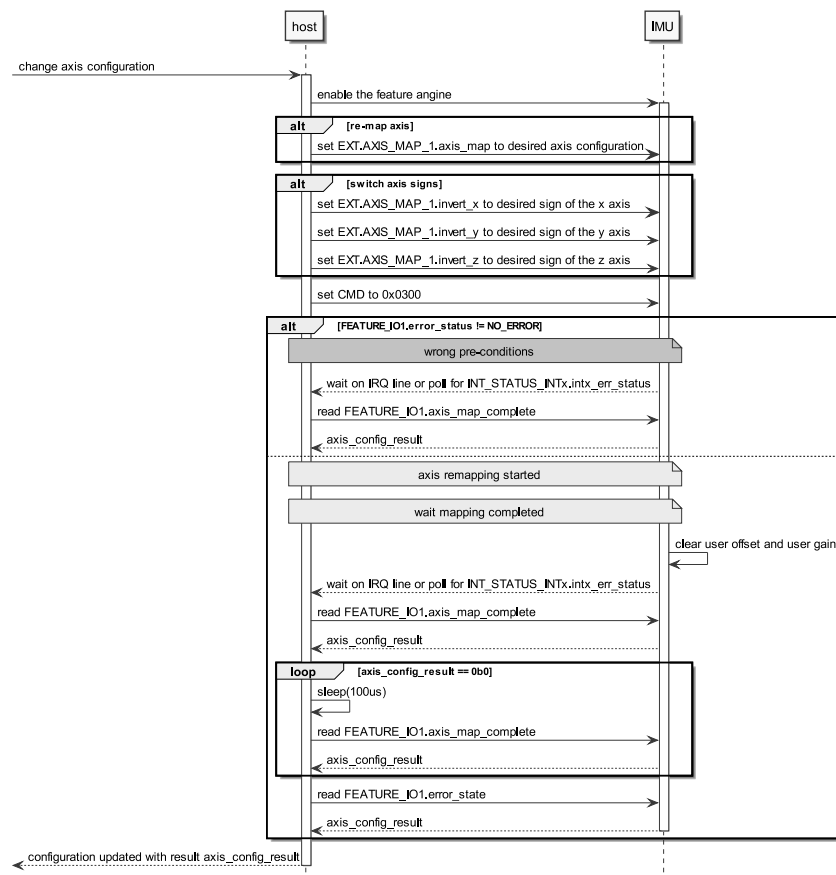 host
IMU
change axis configuration
enable the feature angine
alt [re-map axis]
set EXT.AXIS_MAP_1.axis_map to desired axis configuration
alt [switch axis signs]
set EXT.AXIS_MAP_1.invert_x to desired sign of the x axis
set EXT.AXIS_MAP_1.invert_y to desired sign of the y axis
set EXT.AXIS_MAP_1.invert_z to desired sign of the z axis
set CMD to 0x0300
alt [FEATURE_IO1.error_status != NO_ERROR]
wrong pre-conditions
wait on IRQ line or poll for INT_STATUS_INTx.intx_err_status
read FEATURE_IO1.axis_map_complete
axis_config_result
axis remapping started
wait mapping completed
clear user offset and user gain
wait on IRQ line or poll for INT_STATUS_INTx.intx_err_status
read FEATURE_IO1.axis_map_complete
axis_config_result
loop [axis_config_result == 0b0]
sleep(100us)
read FEATURE_IO1.axis_map_complete
axis_config_result
read FEATURE_IO1.error_state
axis_config_result
configuration updated with result axis_config_result